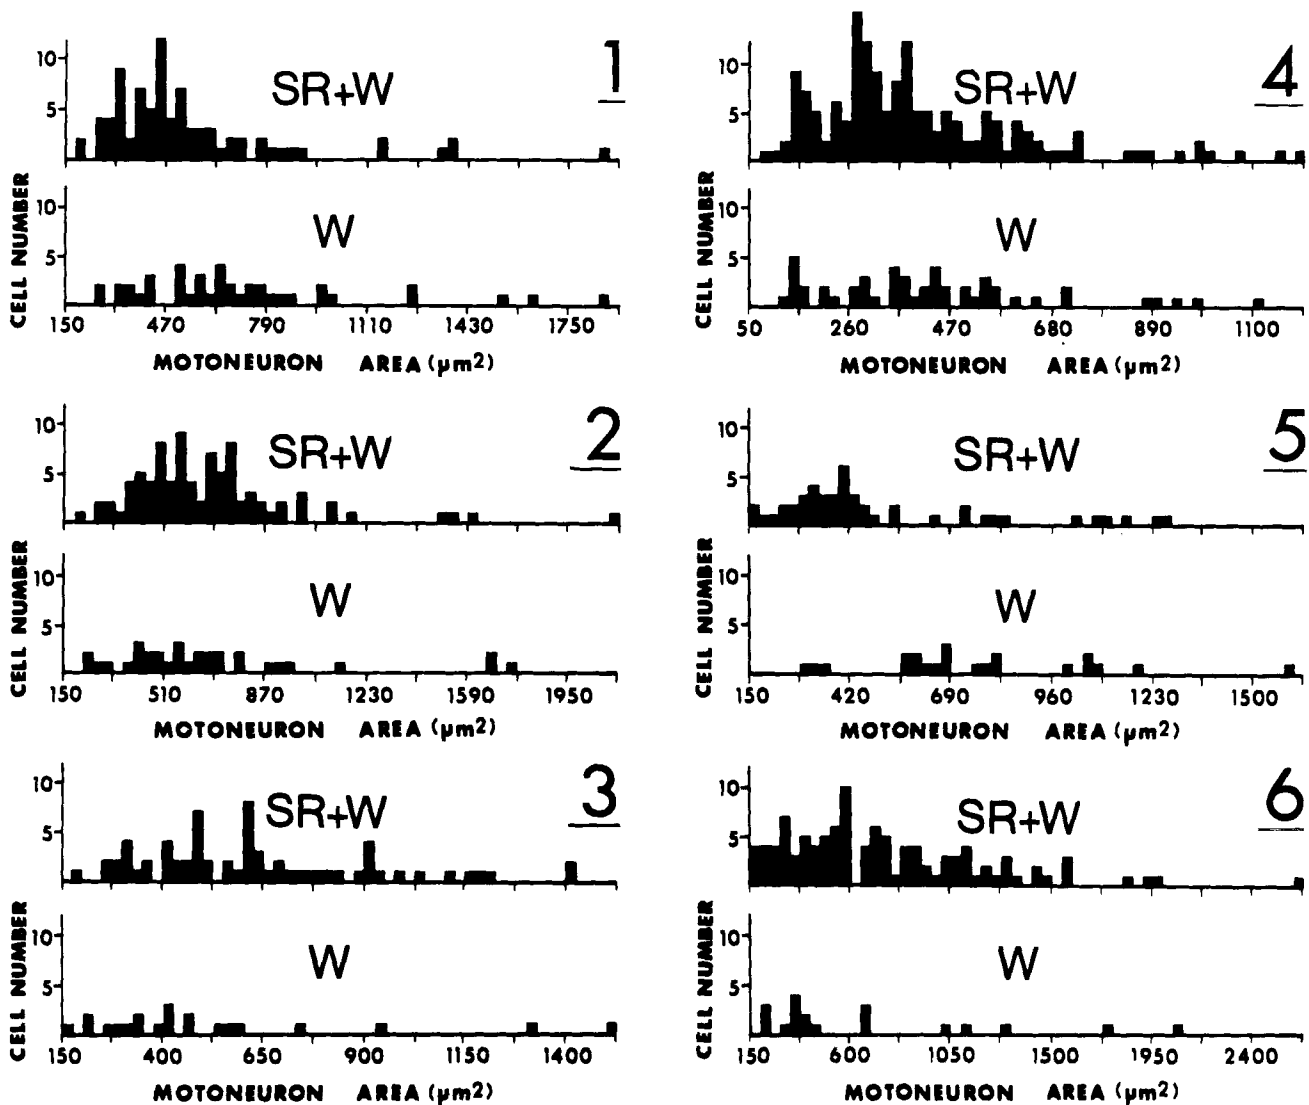 10
5
SR+W
1
CELL NUMBER
10
5
W
150 470 790 1110 1430 1750
MOTONEURON AREA (µm2)
10
5
SR+W
2
CELL NUMBER
10
5
W
150 510 870 1230 1590 1950
MOTONEURON AREA (µm2)
10
5
SR+W
3
CELL NUMBER
10
5
W
150 400 650 900 1150 1400
MOTONEURON AREA (µm2)
10
5
SR+W
4
CELL NUMBER
10
5
W
50 260 470 680 890 1100
MOTONEURON AREA (µm2)
10
5
SR+W
5
CELL NUMBER
10
5
W
150 420 690 960 1230 1500
MOTONEURON AREA (µm2)
10
5
SR+W
6
CELL NUMBER
10
5
W
150 600 1050 1500 1950 2400
MOTONEURON AREA (µm2)